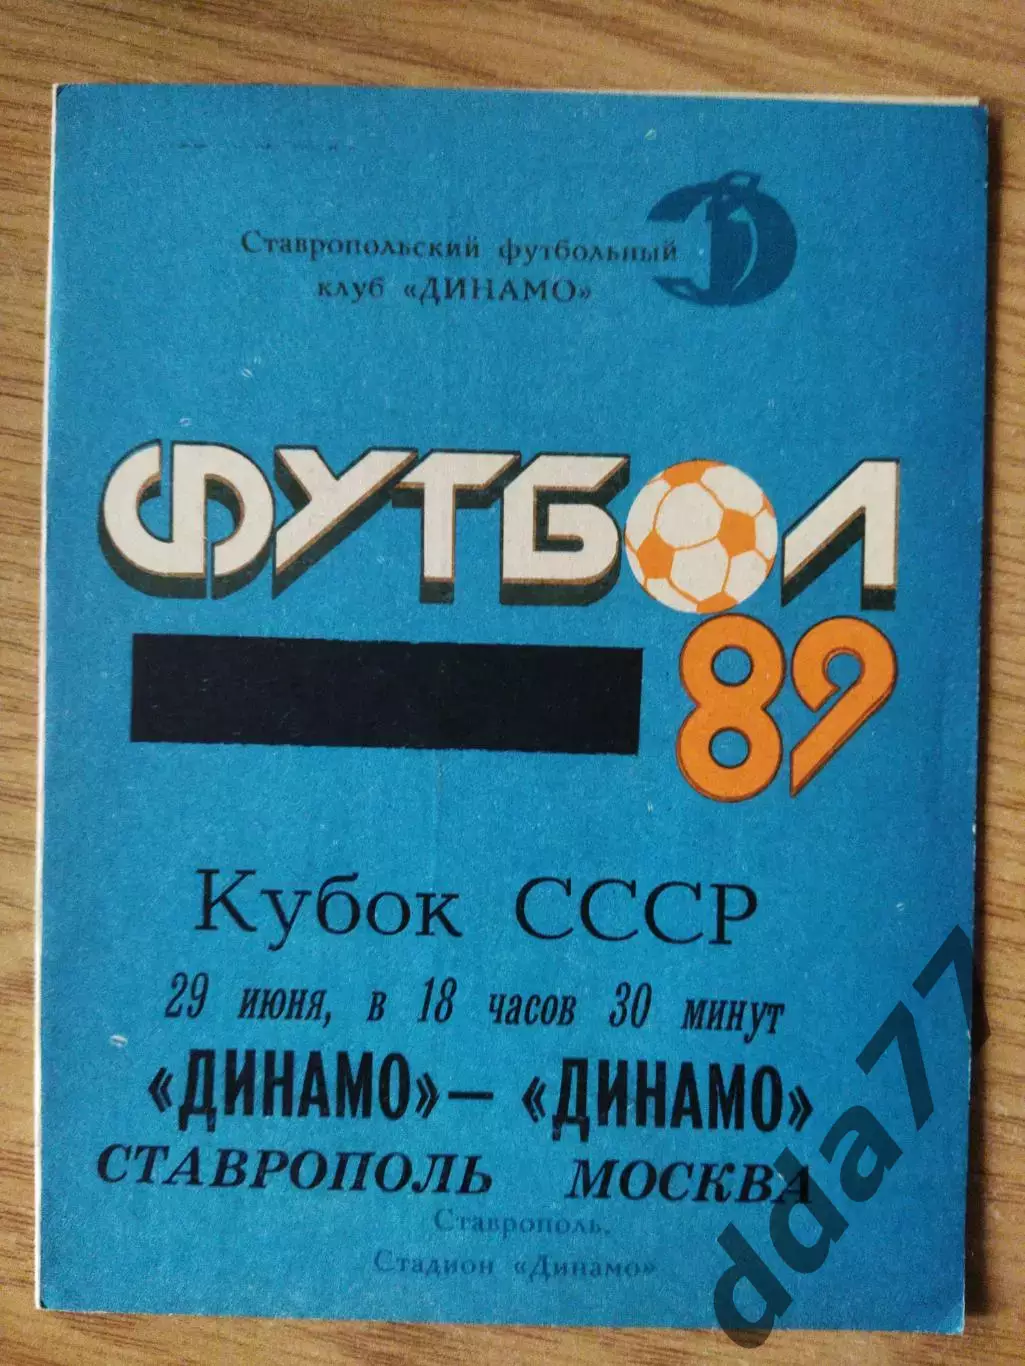 Ставропольский футбольный
клуб «ДИНАМО»
ФУТБОЛ
89
Кубок СССР
29 июня, в 18 часов 30 минут
«ДИНАМО» — «ДИНАМО»
СТАВРОПОЛЬ МОСКВА
Ставрополь.
Стадион «Динамо»
dda77